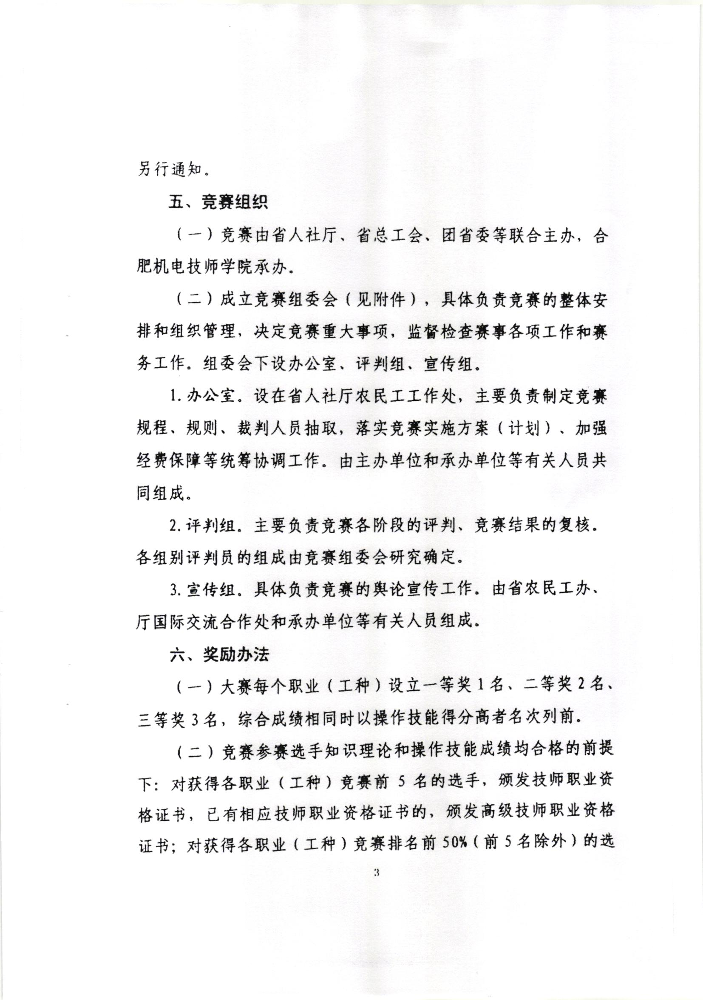 另行通知。
五、竞赛组织
（一）竞赛由省人社厅、省总工会、团省委等联合主办，合
肥机电技师学院承办。
（二）成立竞赛组委会（见附件），具体负责竞赛的整体安
排和组织管理，决定竞赛重大事项，监督检查赛事各项工作和赛
务工作。组委会下设办公室、评判组、宣传组。
1.办公室。设在省人社厅农民工工作处，主要负责制定竞赛
规程、规则、裁判人员抽取，落实竞赛实施方案（计划）、加强
经费保障等统筹协调工作。由主办单位和承办单位等有关人员共
同组成。
2.评判组。主要负责竞赛各阶段的评判、竞赛结果的复核。
各组别评判员的组成由竞赛组委会研究确定。
3.宣传组。具体负责竞赛的舆论宣传工作。由省农民工办、
厅国际交流合作处和承办单位等有关人员组成。
六、奖励办法
（一）大赛每个职业（工种）设立一等奖1名、二等奖2名、
三等奖3名，综合成绩相同时以操作技能得分高者名次列前。
（二）竞赛参赛选手知识理论和操作技能成绩均合格的前提
下：对获得各职业（工种）竞赛前 5 名的选手，颁发技师职业资
格证书，已有相应技师职业资格证书的，颁发高级技师职业资格
证书；对获得各职业（工种）竞赛排名前 50%（前 5 名除外）的选
3